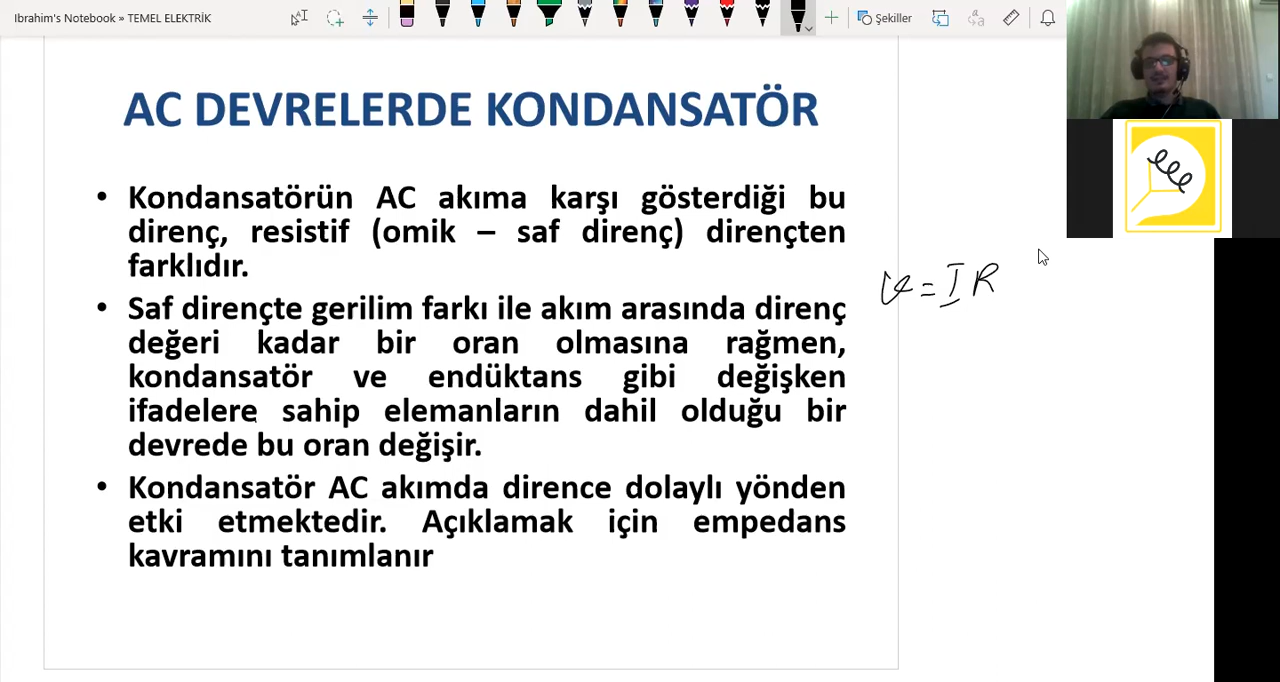 Ibrahim's Notebook » TEMEL ELEKTRİK
Şekiller
AC DEVRELERDE KONDANSATÖR
• Kondansatörün AC akıma karşı gösterdiği bu
direnç, resistif (omik – saf direnç) dirençten
farklıdır.
• Saf dirençte gerilim farkı ile akım arasında direnç
değeri kadar bir oran olmasına rağmen,
kondansatör ve endüktans gibi değişken
ifadelere sahip elemanların dahil olduğu bir
devrede bu oran değişir.
• Kondansatör AC akımda dirence dolaylı yönden
etki etmektedir. Açıklamak için empedans
kavramını tanımlanır
V = I R